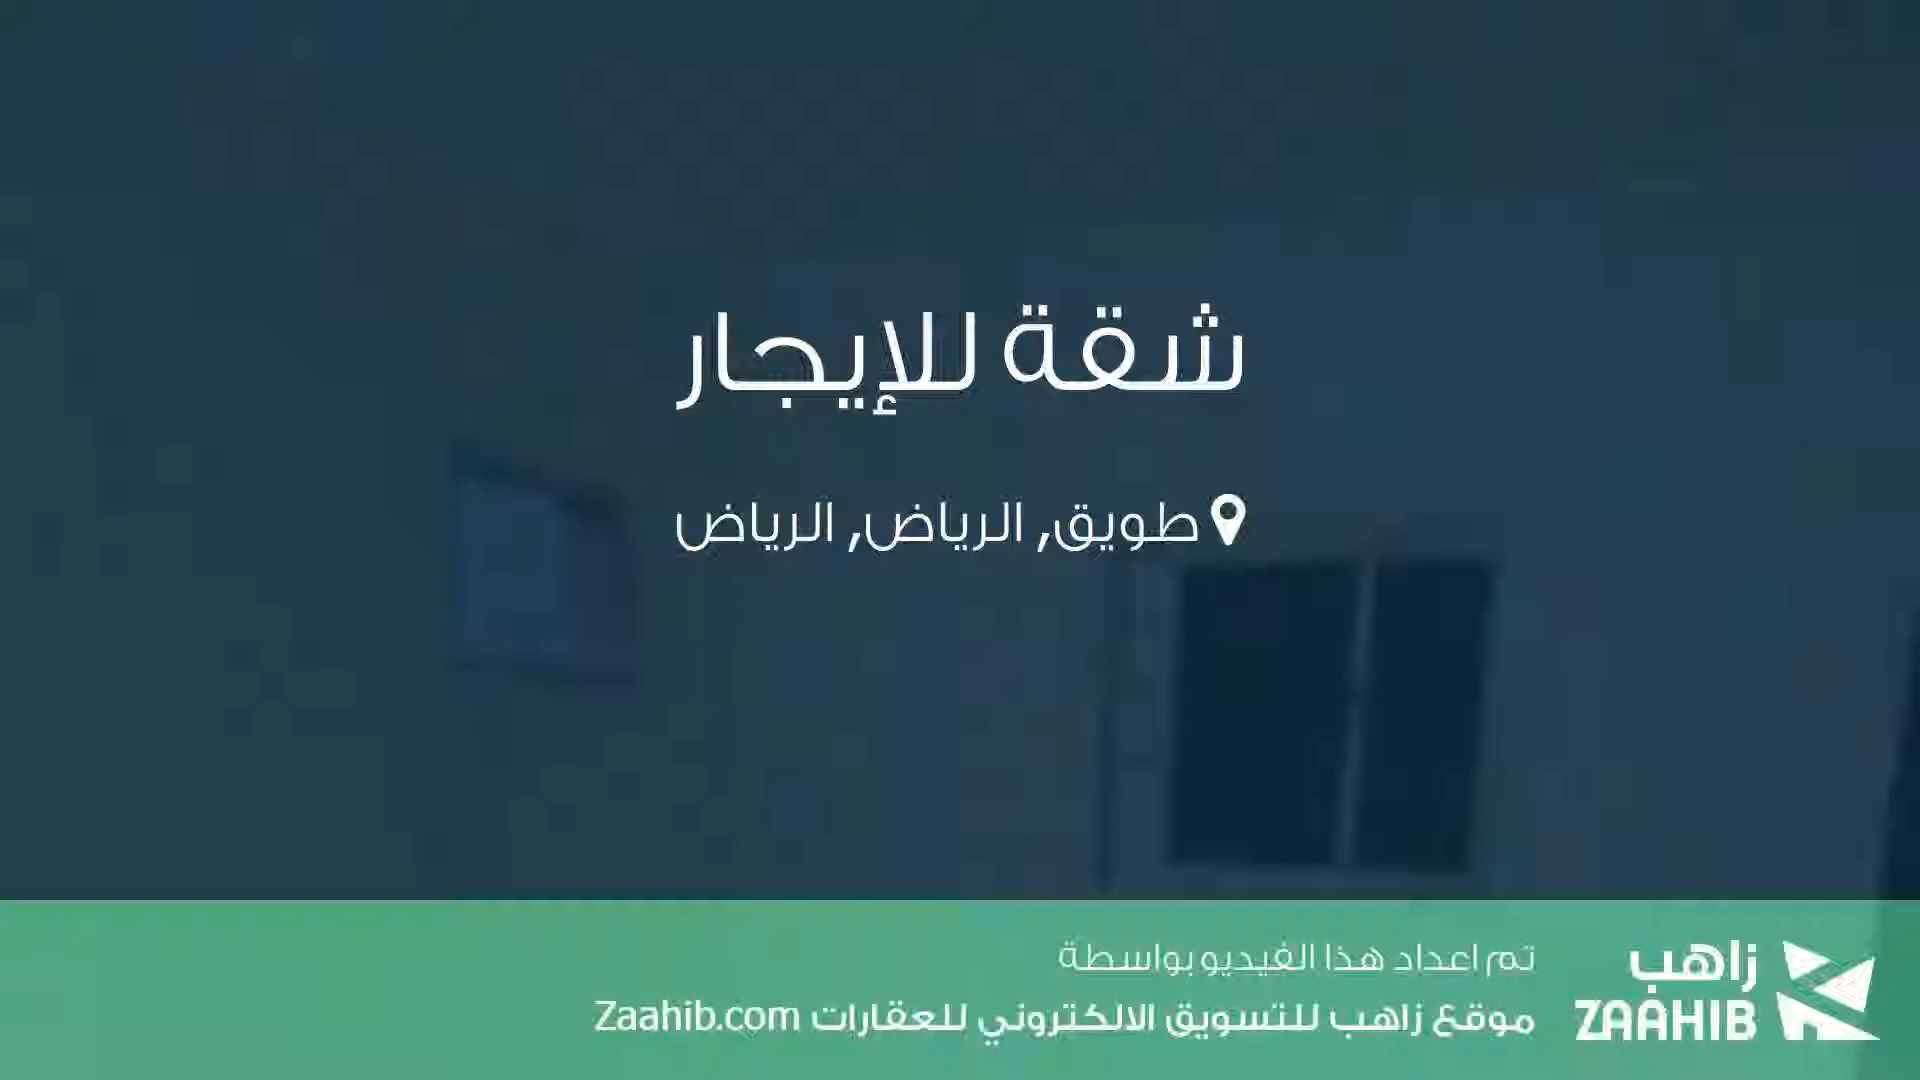 شقة للإيجار
طويق, الرياض, الرياض
تم اعداد هذا الفيديو بواسطة
موقع زاهب للتسويق الالكتروني للعقارات Zaahib.com
زاهب
ZAAHIB